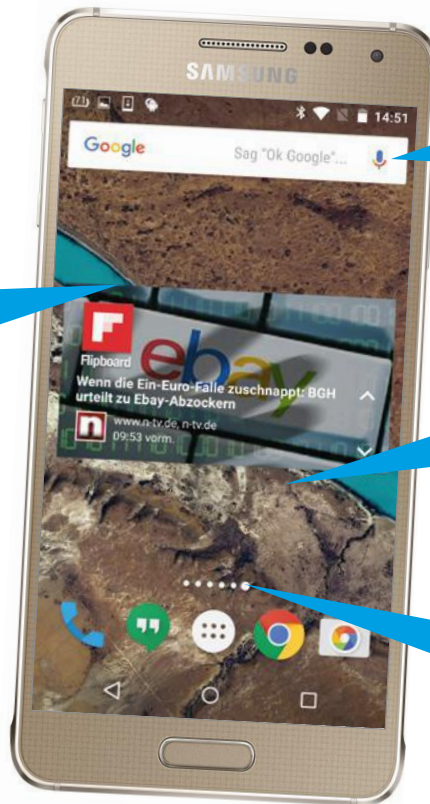 SAMSUNG
14:51
Google
Sag "Ok Google"...
ebay
Flipboard
Wenn die Ein-Euro-Falle zuschnappt: BGH
urteilt zu Ebay-Abzockern
n
www.n-tv.de, n-tv.de
09:53 vorm.